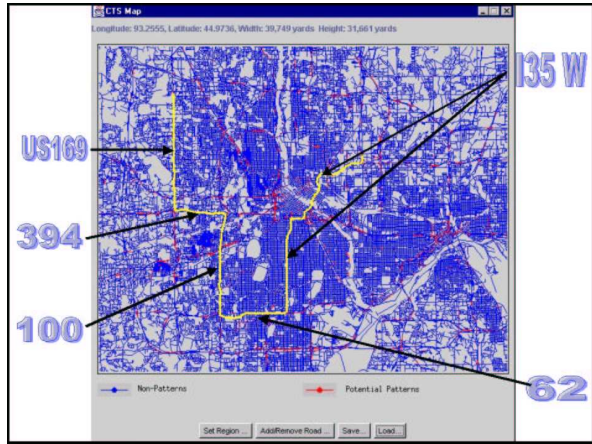 CTS Map
Longitude: 93.2555, Latitude: 44.9736, Width: 39,749 yards Height: 31,661 yards
I35 W
US169
394
100
62
Non-Patterns Potential Patterns
Set Region ... Add/Remove Road ... Save... Load...